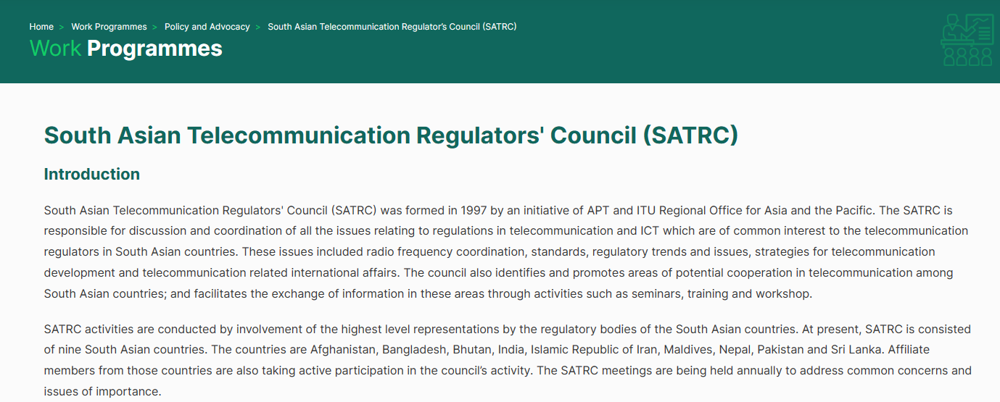 Home > Work Programmes > Policy and Advocacy > South Asian Telecommunication Regulator's Council (SATRC)
Work Programmes
South Asian Telecommunication Regulators' Council (SATRC)
Introduction
South Asian Telecommunication Regulators' Council (SATRC) was formed in 1997 by an initiative of APT and ITU Regional Office for Asia and the Pacific. The SATRC is
responsible for discussion and coordination of all the issues relating to regulations in telecommunication and ICT which are of common interest to the telecommunication
regulators in South Asian countries. These issues included radio frequency coordination, standards, regulatory trends and issues, strategies for telecommunication
development and telecommunication related international affairs. The council also identifies and promotes areas of potential cooperation in telecommunication among
South Asian countries; and facilitates the exchange of information in these areas through activities such as seminars, training and workshop.
SATRC activities are conducted by involvement of the highest level representations by the regulatory bodies of the South Asian countries. At present, SATRC is consisted
of nine South Asian countries. The countries are Afghanistan, Bangladesh, Bhutan, India, Islamic Republic of Iran, Maldives, Nepal, Pakistan and Sri Lanka. Affiliate
members from those countries are also taking active participation in the council’s activity. The SATRC meetings are being held annually to address common concerns and
issues of importance.